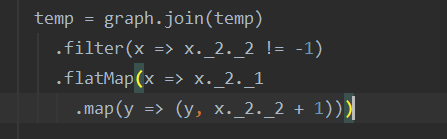 temp = graph.join(temp)
.filter(x => x._2._2 != -1)
.flatMap(x => x._2._1
.map(y => (y, x._2._2 + 1)))